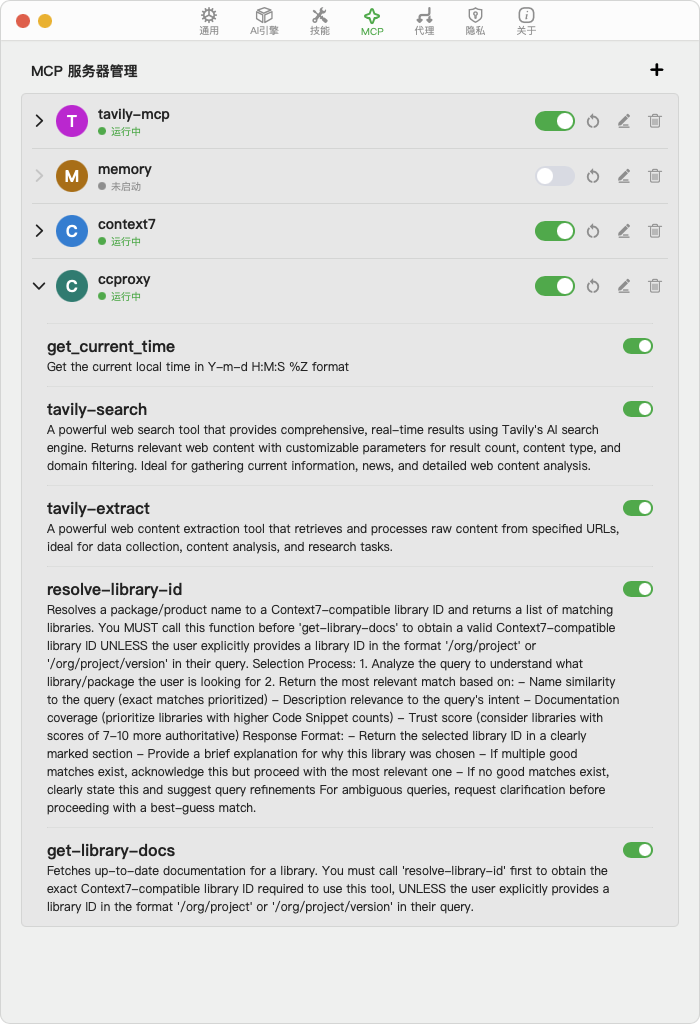 通用 AI引擎 技能 MCP 代理 隐私 关于
MCP 服务器管理
T tavily-mcp
运行中
M memory
未启动
C context7
运行中
C ccproxy
运行中
get_current_time
Get the current local time in Y-m-d H:M:S %Z format
tavily-search
A powerful web search tool that provides comprehensive, real-time results using Tavily's AI search
engine. Returns relevant web content with customizable parameters for result count, content type, and
domain filtering. Ideal for gathering current information, news, and detailed web content analysis.
tavily-extract
A powerful web content extraction tool that retrieves and processes raw content from specified URLs,
ideal for data collection, content analysis, and research tasks.
resolve-library-id
Resolves a package/product name to a Context7-compatible library ID and returns a list of matching
libraries. You MUST call this function before 'get-library-docs' to obtain a valid Context7-compatible
library ID UNLESS the user explicitly provides a library ID in the format '/org/project' or
'/org/project/version' in their query. Selection Process: 1. Analyze the query to understand what
library/package the user is looking for 2. Return the most relevant match based on: - Name similarity
to the query (exact matches prioritized) - Description relevance to the query's intent - Documentation
coverage (prioritize libraries with higher Code Snippet counts) - Trust score (consider libraries with
scores of 7-10 more authoritative) Response Format: - Return the selected library ID in a clearly
marked section - Provide a brief explanation for why this library was chosen - If multiple good
matches exist, acknowledge this but proceed with the most relevant one - If no good matches exist,
clearly state this and suggest query refinements For ambiguous queries, request clarification before
proceeding with a best-guess match.
get-library-docs
Fetches up-to-date documentation for a library. You must call 'resolve-library-id' first to obtain the
exact Context7-compatible library ID required to use this tool, UNLESS the user explicitly provides a
library ID in the format '/org/project' or '/org/project/version' in their query.